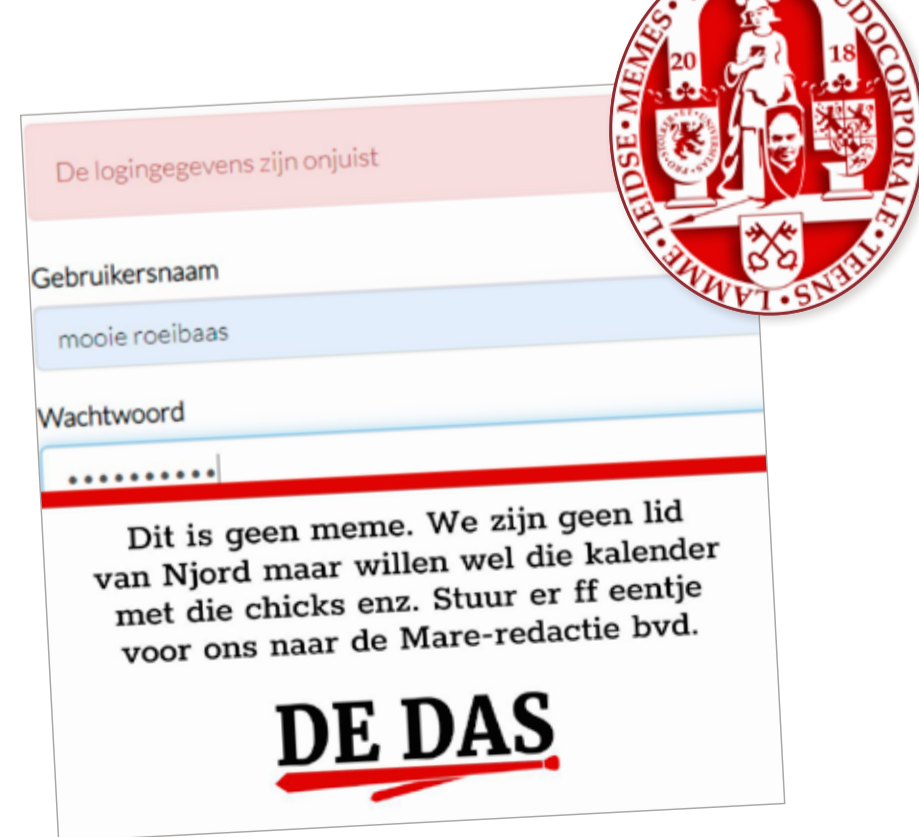 LEIDSE • MEMES •
UDOCORPORALE • TEENS • LAMME •
20 18
De logingegevens zijn onjuist
Gebruikersnaam
mooie roeibaas
Wachtwoord
••••••••••
Dit is geen meme. We zijn geen lid
van Njord maar willen wel die kalender
met die chicks enz. Stuur er ff eentje
voor ons naar de Mare-redactie bvd.
DE DAS